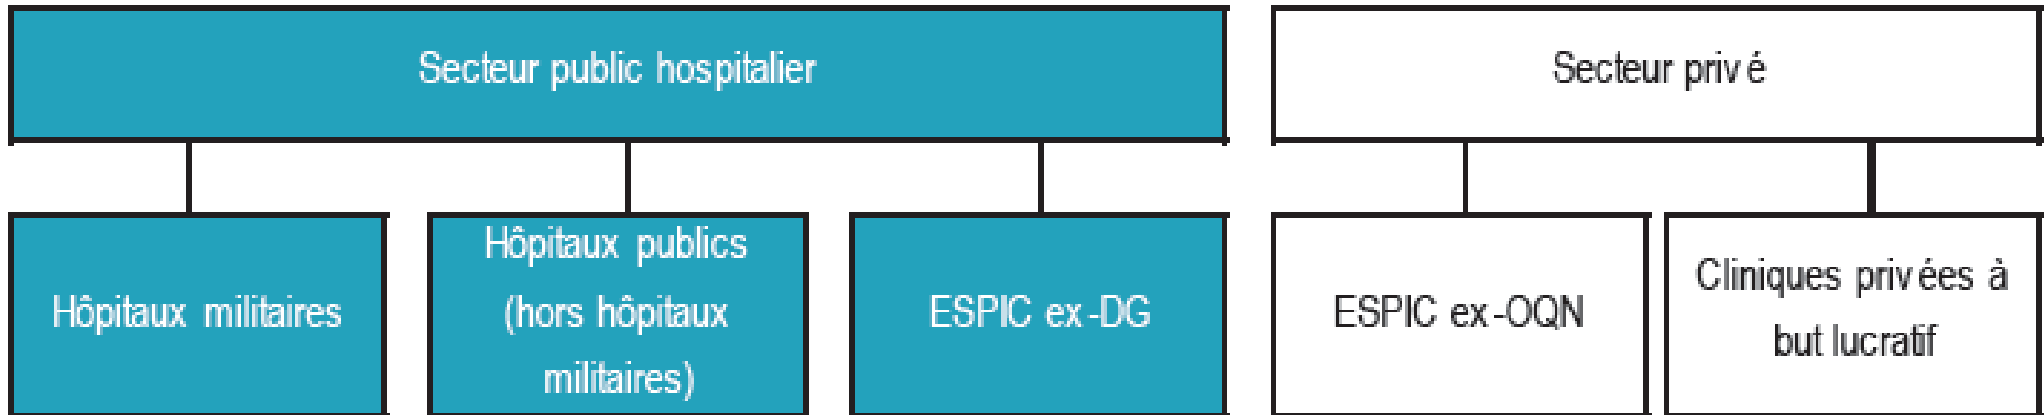 Secteur public hospitalier
Secteur privé
Hôpitaux militaires
Hôpitaux publics
(hors hôpitaux
militaires)
ESPIC ex-DG
ESPIC ex-OQN
Cliniques privées à
but lucratif